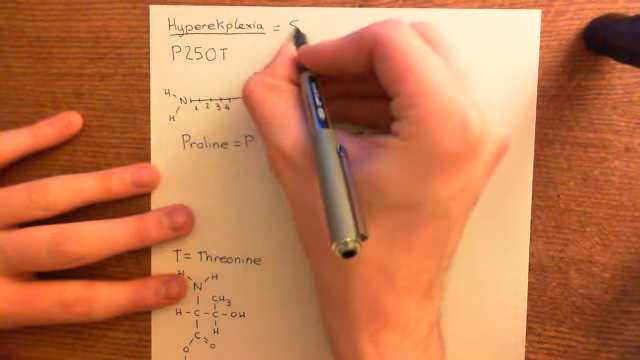 Hyperekplexia = S
P250T
H
N 1 2 3 4
H
Proline = P
T = Threonine
H H
N
CH3
H-C-C-OH
H
C
O O